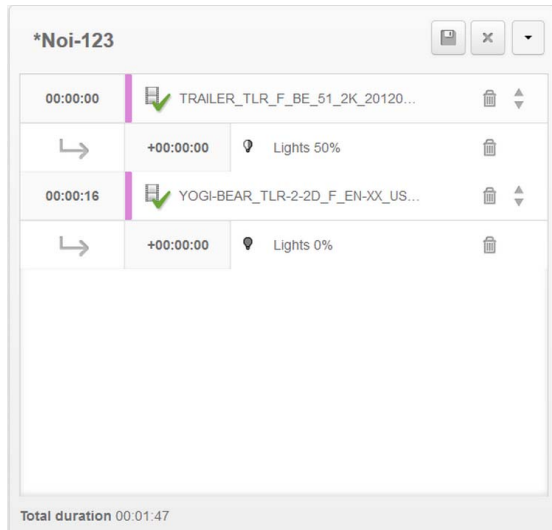 *Noi-123
00:00:00 TRAILER_TLR_F_BE_51_2K_20120...
+00:00:00 Lights 50%
00:00:16 YOGI-BEAR_TLR-2-2D_F_EN-XX_US...
+00:00:00 Lights 0%
Total duration 00:01:47